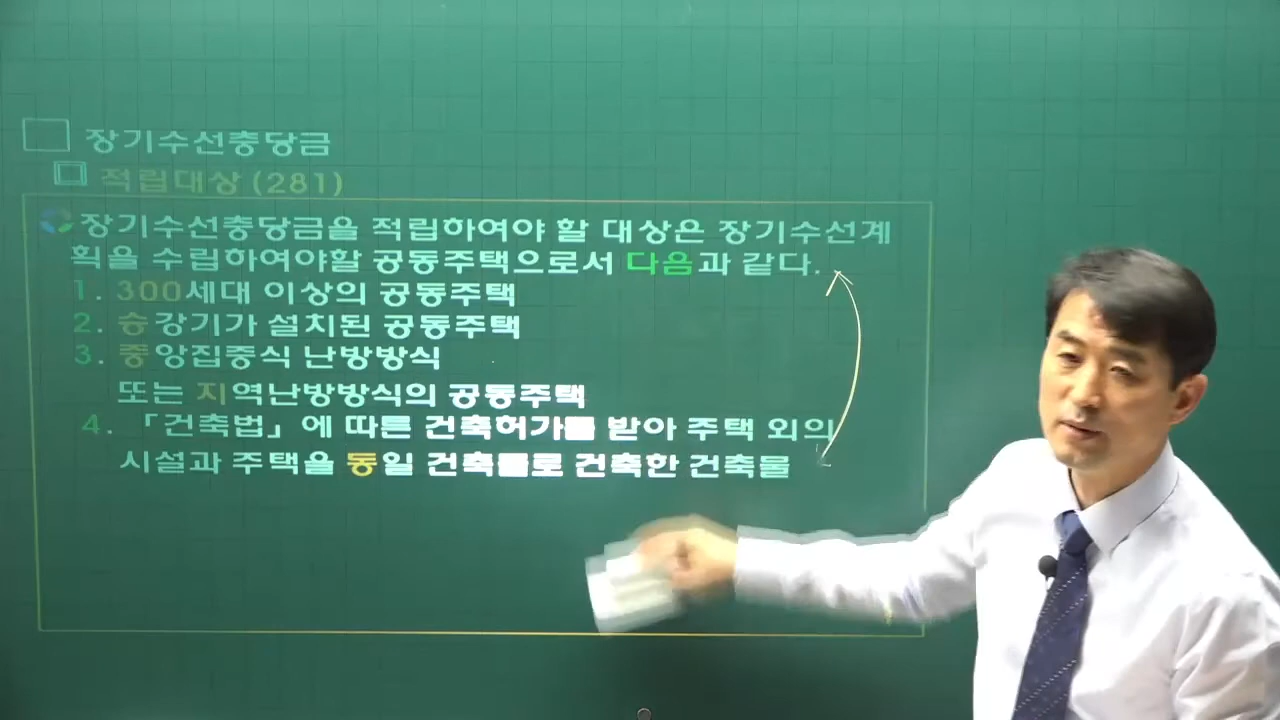 장기수선충당금
적립대상 (281)
장기수선충당금을 적립하여야 할 대상은 장기수선계
획을 수립하여야할 공동주택으로서 다음과 같다.
1. 300세대 이상의 공동주택
2. 승강기가 설치된 공동주택
3. 중앙집중식 난방방식
또는 지역난방방식의 공동주택
4. 「건축법」에 따른 건축허가를 받아 주택 외의
시설과 주택을 동일 건축물로 건축한 건축물